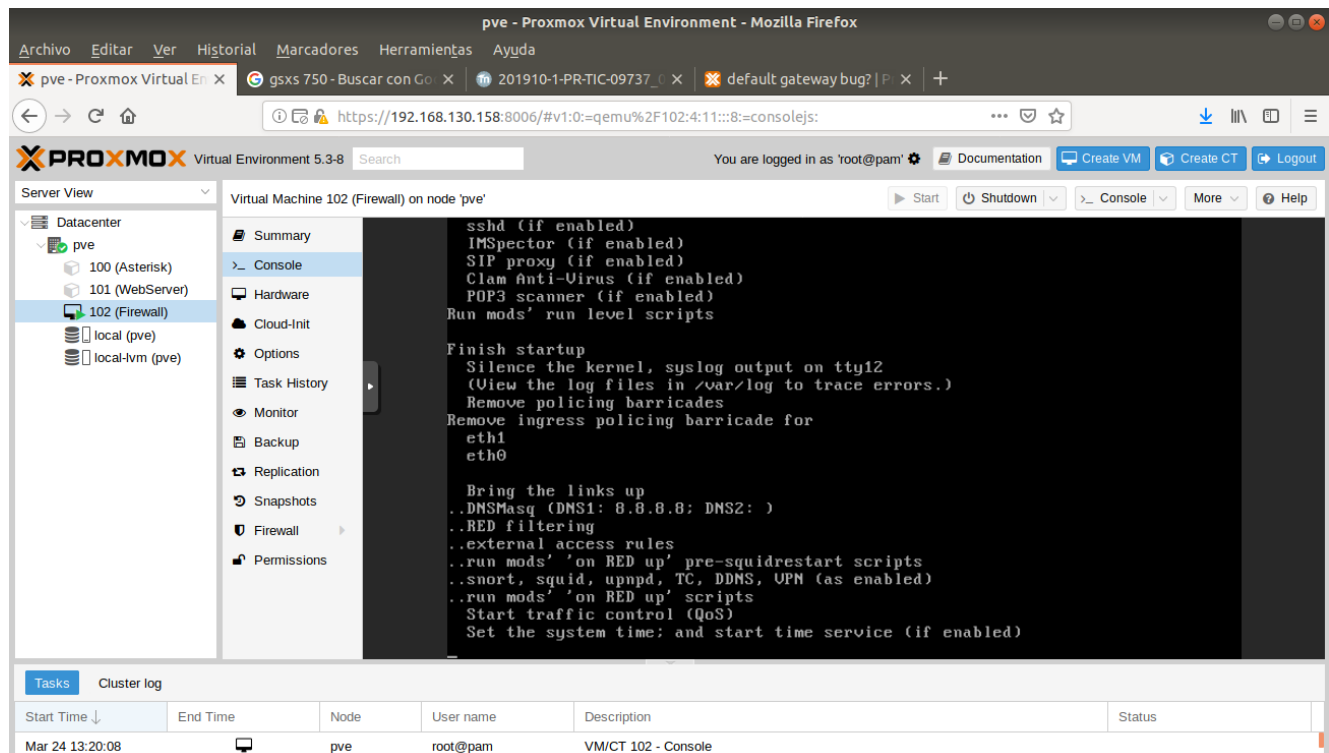 pve - Proxmox Virtual Environment - Mozilla Firefox
Archivo Editar Ver Historial Marcadores Herramientas Ayuda
pve - Proxmox Virtual En
gsxs 750 - Buscar con Go
201910-1-PR-TIC-09737_
default gateway bug? | P
https://192.168.130.158:8006/#v1:0:=qemu%2F102:4:11:::8:=consolejs:
PROXMOX Virtual Environment 5.3-8 Search You are logged in as 'root@pam' Documentation Create VM Create CT Logout
Server View
Virtual Machine 102 (Firewall) on node 'pve' Start Shutdown Console More Help
Datacenter
pve
100 (Asterisk)
101 (WebServer)
102 (Firewall)
local (pve)
local-lvm (pve)
Summary
Console
Hardware
Cloud-Init
Options
Task History
Monitor
Backup
Replication
Snapshots
Firewall
Permissions
sshd (if enabled)
IMSpector (if enabled)
SIP proxy (if enabled)
Clam Anti-Virus (if enabled)
POP3 scanner (if enabled)
Run mods' run level scripts
Finish startup
Silence the kernel, syslog output on tty12
(View the log files in /var/log to trace errors.)
Remove policing barricades
Remove ingress policing barricade for
eth1
eth0
Bring the links up
..DNSMasq (DNS1: 8.8.8.8; DNS2: )
..RED filtering
..external access rules
..run mods' 'on RED up' pre-squidrestart scripts
..snort, squid, upnpd, TC, DDNS, VPN (as enabled)
..run mods' 'on RED up' scripts
Start traffic control (QoS)
Set the system time; and start time service (if enabled)
Tasks Cluster log
Start Time End Time Node User name Description Status
Mar 24 13:20:08 pve root@pam VM/CT 102 - Console